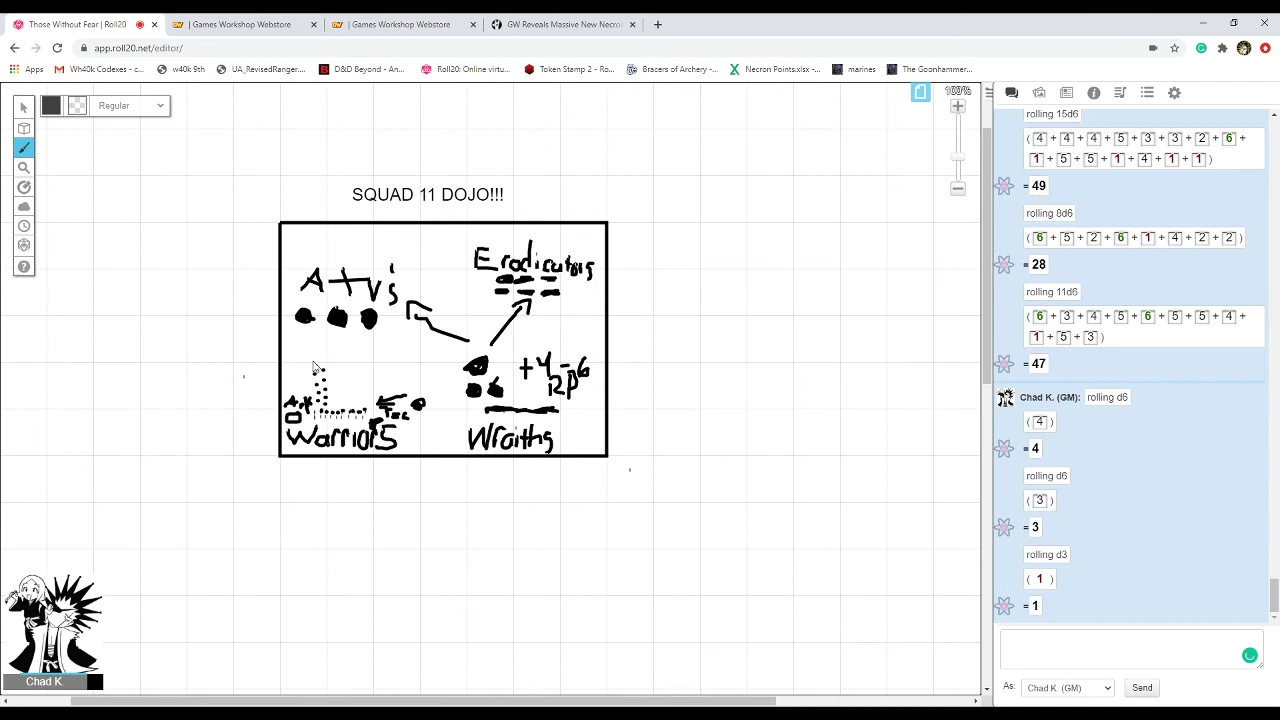 Those Without Fear | Roll20
| Games Workshop Webstore
| Games Workshop Webstore
GW Reveals Massive New Necron
app.roll20.net/editor/
Apps
Wh40k Codexes - c...
w40k 9th
UA_RevisedRanger....
D&D Beyond - An...
Roll20: Online virtu...
Token Stamp 2 - Ro...
Bracers of Archery -...
Necron Points.xlsx -...
marines
The Goonhammer...
Regular
100%
SQUAD 11 DOJO!!!
Atv's
Eradicators
+4
12p6
Warriors
Wraiths
Chad K.
rolling 15d6
(4+4+4+5+3+3+2+6+
1+5+5+1+4+1+1)
= 49
rolling 8d6
(6+5+2+6+1+4+2+2)
= 28
rolling 11d6
(6+3+4+5+6+5+5+4+
1+5+3)
= 47
Chad K. (GM): rolling d6
(4)
= 4
rolling d6
(3)
= 3
rolling d3
(1)
= 1
As: Chad K. (GM) Send